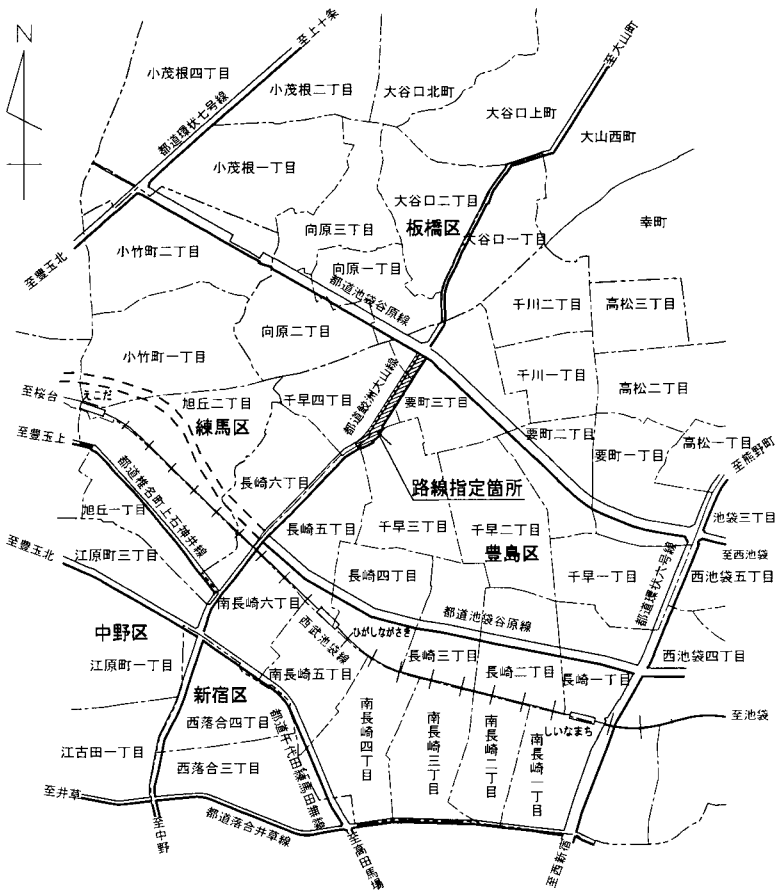 N
至上十条
至大山町
小茂根四丁目
小茂根二丁目
大谷口北町
大谷口上町
大山西町
都道環状七号線
小茂根一丁目
大谷口二丁目
板橋区
大谷口一丁目
幸町
向原三丁目
小竹町二丁目
向原一丁目
至豊玉北
都道池袋谷原線
千川二丁目
高松三丁目
向原二丁目
小竹町一丁目
都道鮫洲大山線
千川一丁目
高松二丁目
至桜台
えこだ
旭丘二丁目
千早四丁目
要町三丁目
練馬区
要町二丁目
要町一丁目
高松一丁目
至熊野町
至豊玉上
都道椎名町上石神井線
長崎六丁目
路線指定箇所
旭丘一丁目
長崎五丁目
千早三丁目
千早二丁目
池袋三丁目
至豊玉北
江原町三丁目
豊島区
至西池袋
長崎四丁目
千早一丁目
都道環状六号線
西池袋五丁目
南長崎六丁目
都道池袋谷原線
中野区
西武池袋線
ひがしながさき
江原町一丁目
長崎三丁目
西池袋四丁目
南長崎五丁目
長崎二丁目
長崎一丁目
新宿区
至池袋
西落合四丁目
都道千代田練馬田無線
南長崎四丁目
南長崎三丁目
南長崎二丁目
南長崎一丁目
しいなまち
江古田一丁目
西落合三丁目
至井草
都道落合井草線
至中野
至高田馬場
至西新宿